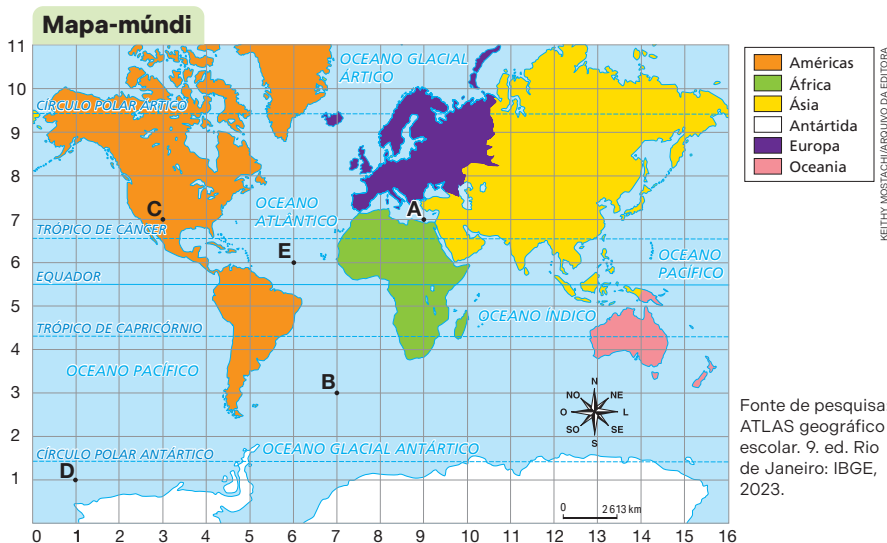 Mapa-múndi
11
10
9
8
7
6
5
4
3
2
1
0 1 2 3 4 5 6 7 8 9 10 11 12 13 14 15 16
OCEANO GLACIAL
ÁRTICO
CÍRCULO POLAR ÁRTICO
OCEANO
ATLÂNTICO
C
A
TRÓPICO DE CÂNCER
E
OCEANO
PACÍFICO
EQUADOR
OCEANO ÍNDICO
TRÓPICO DE CAPRICÓRNIO
OCEANO PACÍFICO
B
N
NO NE
O L
SO SE
S
OCEANO GLACIAL ANTÁRTICO
CÍRCULO POLAR ANTÁRTICO
D
0 2 613 km
Américas
África
Ásia
Antártida
Europa
Oceania
KEITHY MOSTACHI/ARQUIVO DA EDITORA
Fonte de pesquisa
ATLAS geográfico
escolar. 9. ed. Rio
de Janeiro: IBGE,
2023.